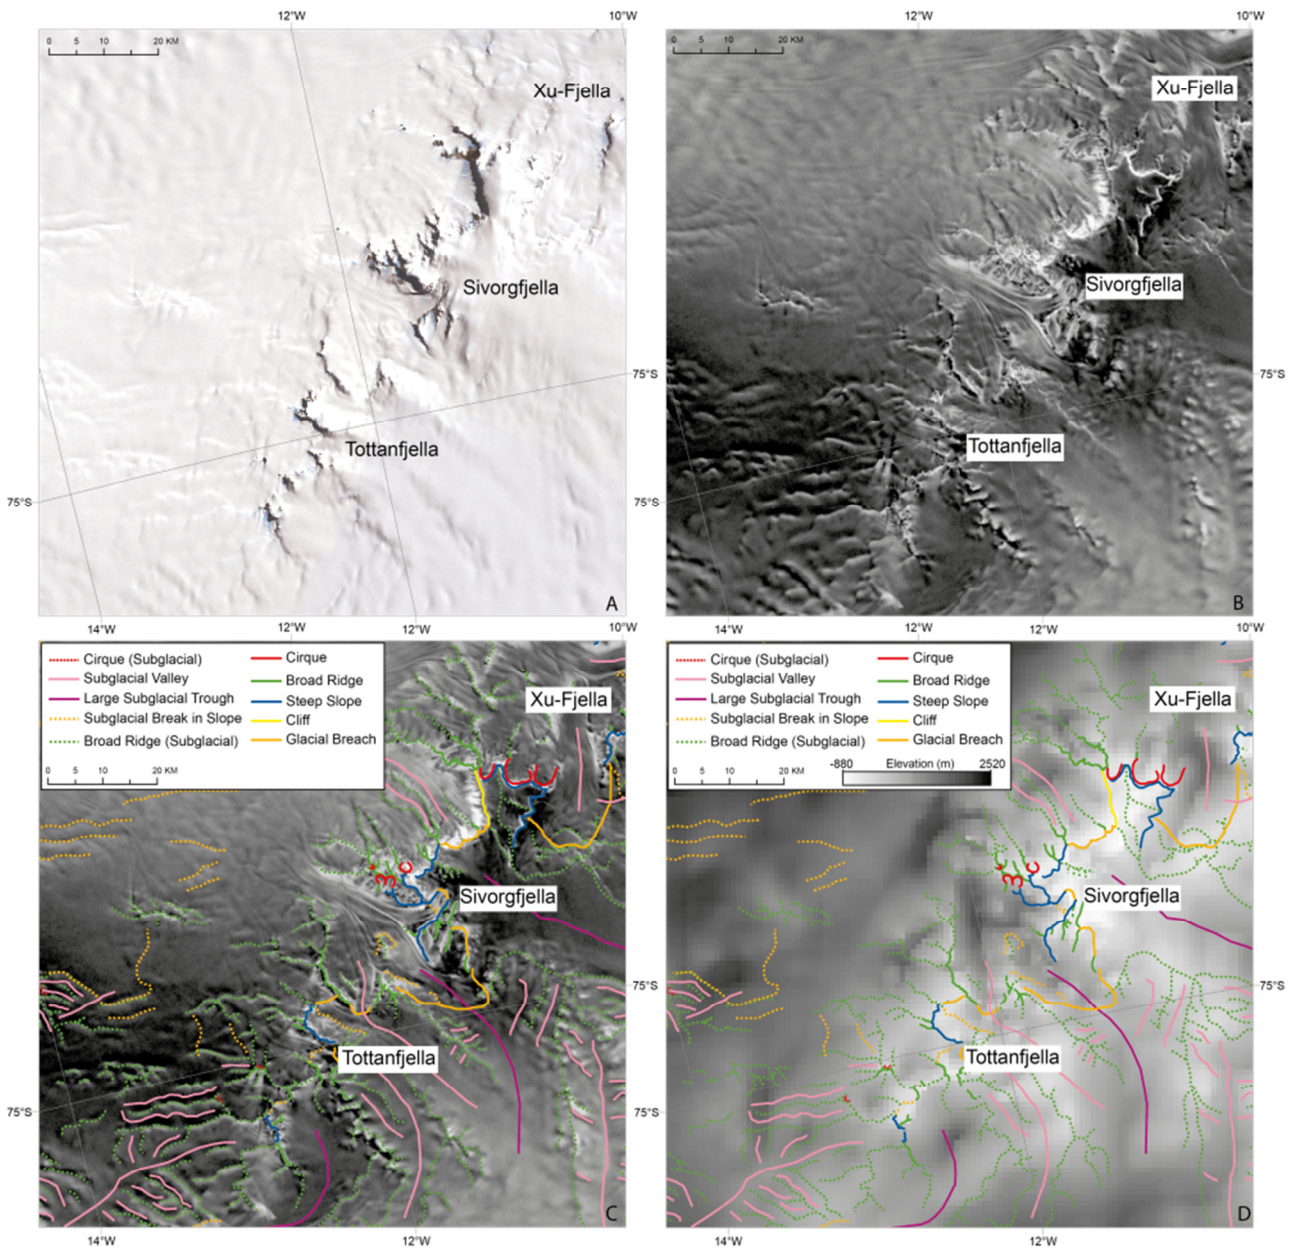 12°W 10°W 12°W 10°W
0 5 10 20 KM
Xu-Fjella
Sivorgfjella
75°S
Tottanfjella
75°S
A
14°W 12°W
0 5 10 20 KM
Xu-Fjella
Sivorgfjella
75°S
Tottanfjella
75°S
B
14°W 12°W
12°W 10°W
Cirque (Subglacial) Cirque
Subglacial Valley Broad Ridge
Large Subglacial Trough Steep Slope
Subglacial Break in Slope Cliff
Broad Ridge (Subglacial) Glacial Breach
0 5 10 20 KM
Xu-Fjella
Sivorgfjella
75°S
Tottanfjella
75°S
C
14°W 12°W
12°W 10°W
Cirque (Subglacial) Cirque
Subglacial Valley Broad Ridge
Large Subglacial Trough Steep Slope
Subglacial Break in Slope Cliff
Broad Ridge (Subglacial) Glacial Breach
0 5 10 20 KM
-880 Elevation (m) 2520
Xu-Fjella
Sivorgfjella
75°S
Tottanfjella
D
14°W 12°W